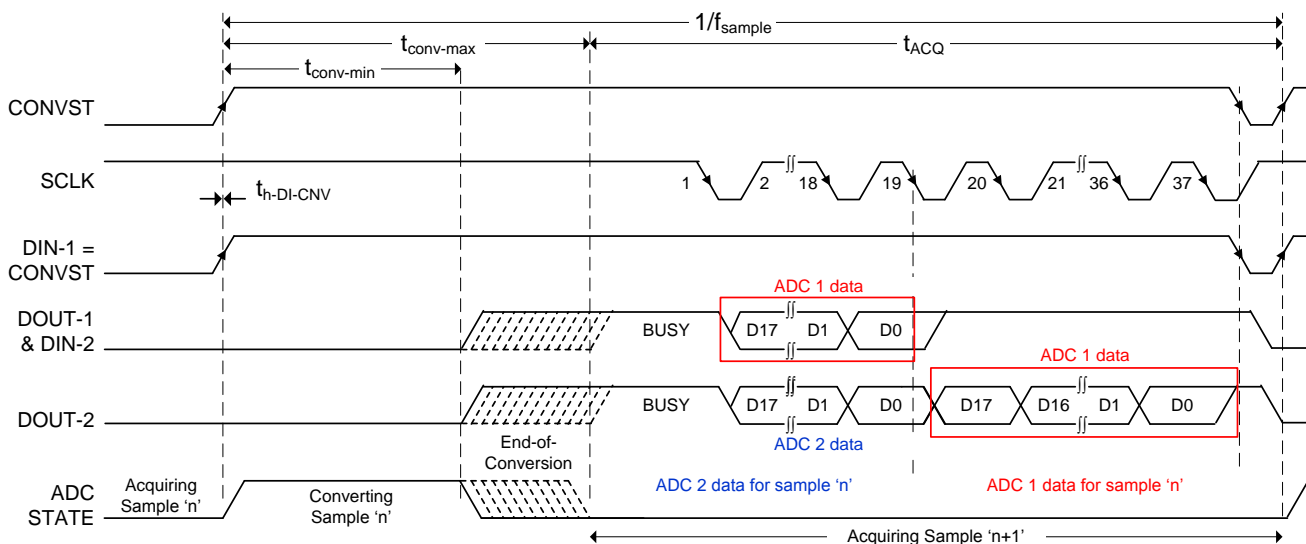 1/fsample
tconv-max
tACQ
tconv-min
CONVST
SCLK
1 2 ∫∫ 18 19 20 21 ∫∫ 36 37
th-DI-CNV
DIN-1 =
CONVST
ADC 1 data
DOUT-1
& DIN-2
BUSY
D17 ∫∫ D1 D0
ADC 1 data
DOUT-2
BUSY
D17 ∫∫ D1 D0 D17 D16 ∫∫ D1 D0
ADC 2 data
End-of-
Conversion
ADC
STATE
Acquiring
Sample ‘n’
Converting
Sample ‘n’
ADC 2 data for sample ‘n’
ADC 1 data for sample ‘n’
Acquiring Sample ‘n+1’